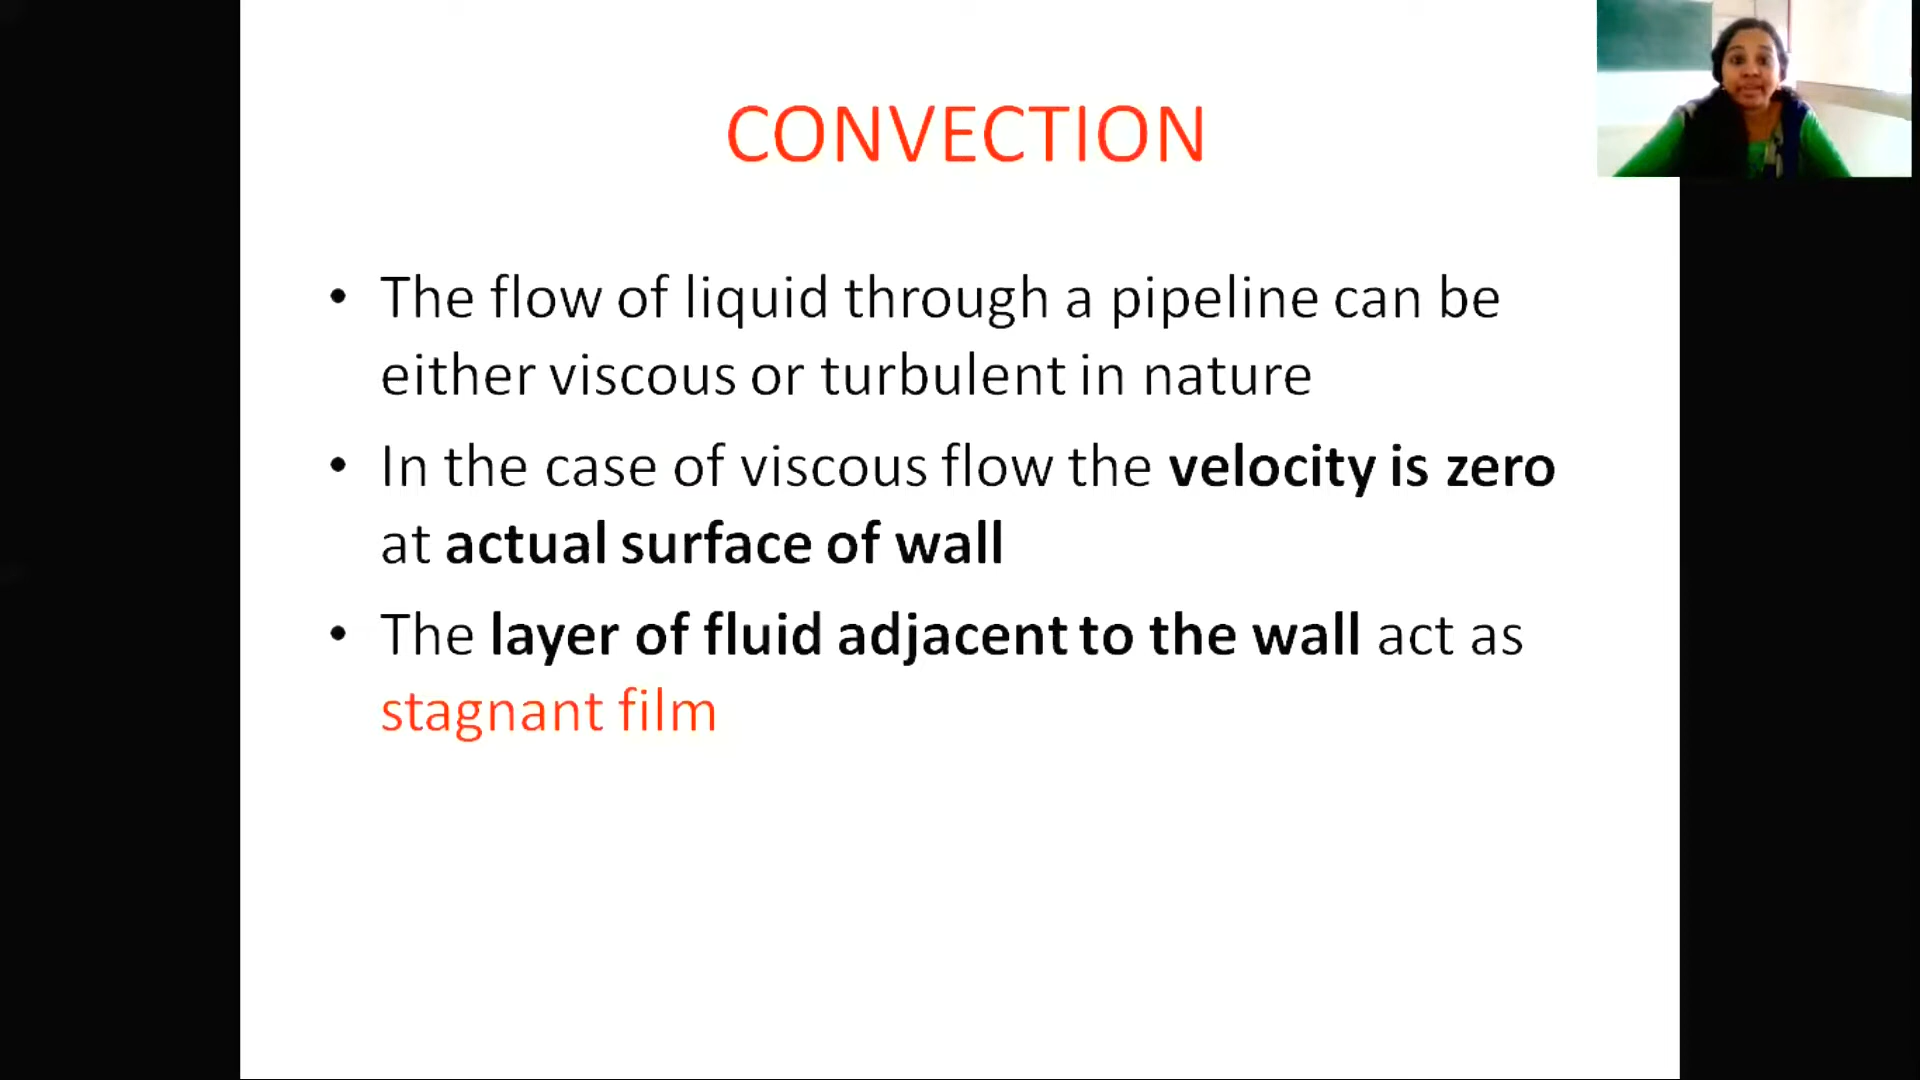 CONVECTION
• The flow of liquid through a pipeline can be
either viscous or turbulent in nature
• In the case of viscous flow the velocity is zero
at actual surface of wall
• The layer of fluid adjacent to the wall act as
stagnant film